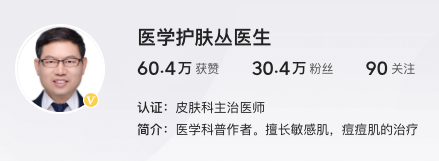 医学护肤丛医生
60.4万 获赞 30.4万 粉丝 90 关注
认证：皮肤科主治医师
简介：医学科普作者。擅长敏感肌，痘痘肌的治疗